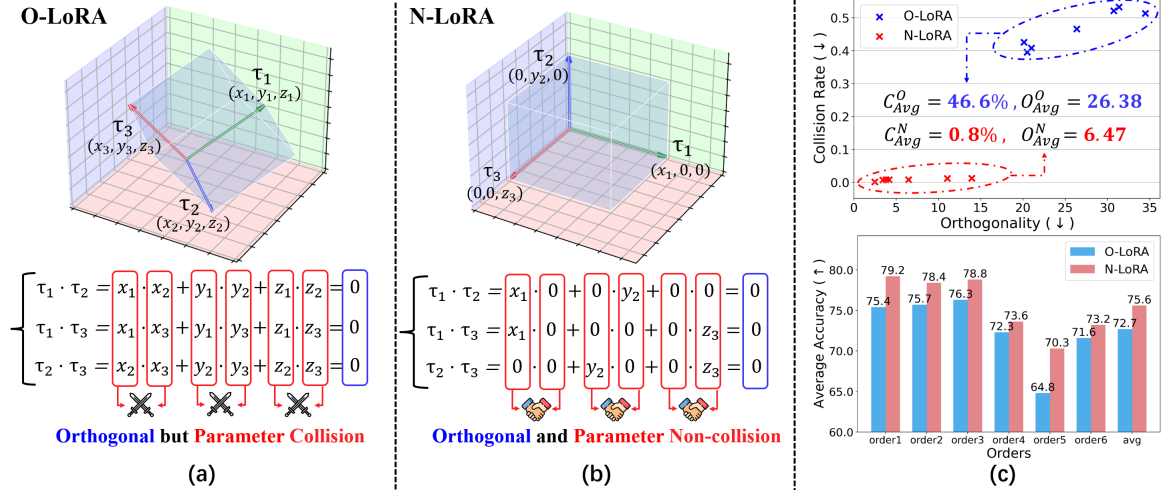 O-LoRA
τ₁
(x₁, y₁, z₁)
τ₃
(x₃, y₃, z₃)
τ₂
(x₂, y₂, z₂)
τ₁ · τ₂ = x₁ · x₂ + y₁ · y₂ + z₁ · z₂ = 0
τ₁ · τ₃ = x₁ · x₃ + y₁ · y₃ + z₁ · z₃ = 0
τ₂ · τ₃ = x₂ · x₃ + y₂ · y₃ + z₂ · z₃ = 0
Orthogonal but Parameter Collision
(a)
N-LoRA
τ₂
(0, y₂, 0)
τ₁
(x₁, 0, 0)
τ₃
(0,0, z₃)
τ₁ · τ₂ = x₁ · 0 + 0 · y₂ + 0 · 0 = 0
τ₁ · τ₃ = x₁ · 0 + 0 · 0 + 0 · z₃ = 0
τ₂ · τ₃ = 0 · 0 + y₂ · 0 + 0 · z₃ = 0
Orthogonal and Parameter Non-collision
(b)
Collision Rate (↓)
0.5
0.4
0.3
0.2
0.1
0.0
O-LoRA
N-LoRA
C^O_Avg = 46.6% , O^O_Avg = 26.38
C^N_Avg = 0.8% , O^N_Avg = 6.47
0 5 10 15 20 25 30 35
Orthogonality (↓)
Average Accuracy (↑)
80.0
75.0
70.0
65.0
60.0
O-LoRA
N-LoRA
75.4 79.2 75.7 78.4 76.3 78.8 72.3 73.6 64.8 70.3 71.6 73.2 72.7 75.6
order1 order2 order3 order4 order5 order6 avg
Orders
(c)